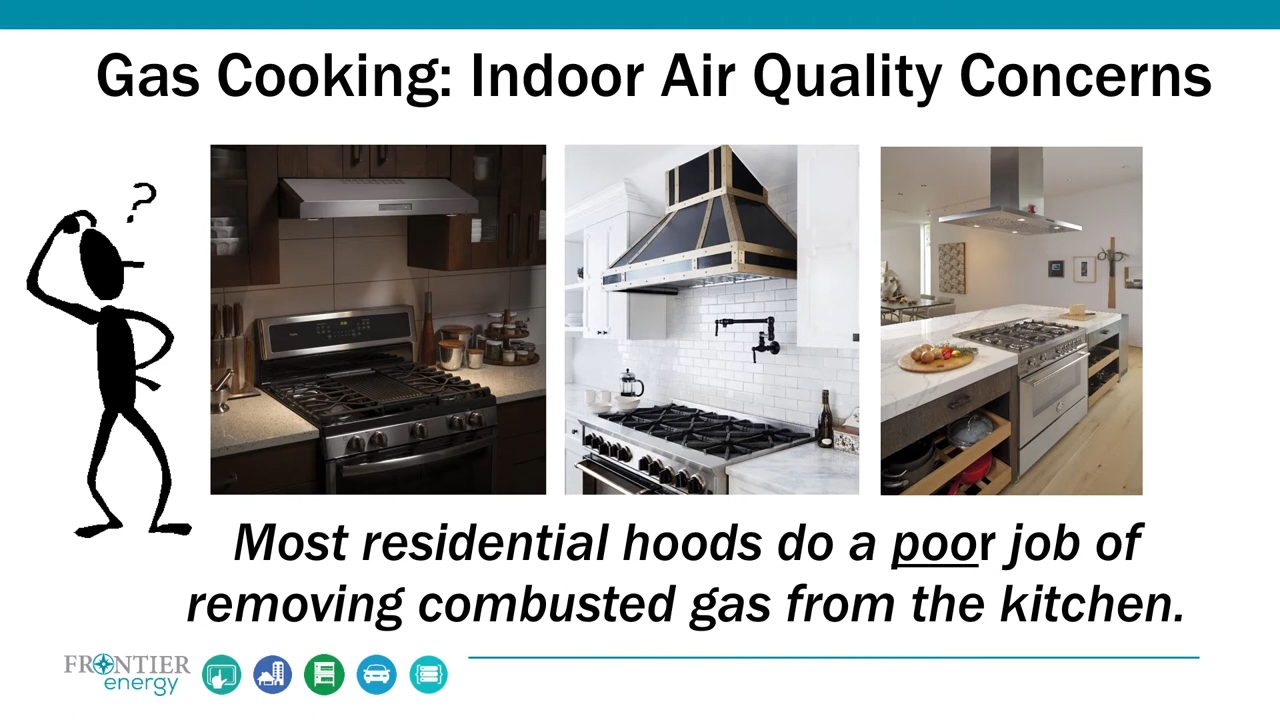 Gas Cooking: Indoor Air Quality Concerns
?
Most residential hoods do a poor job of
removing combusted gas from the kitchen.
FRONTIER
energy